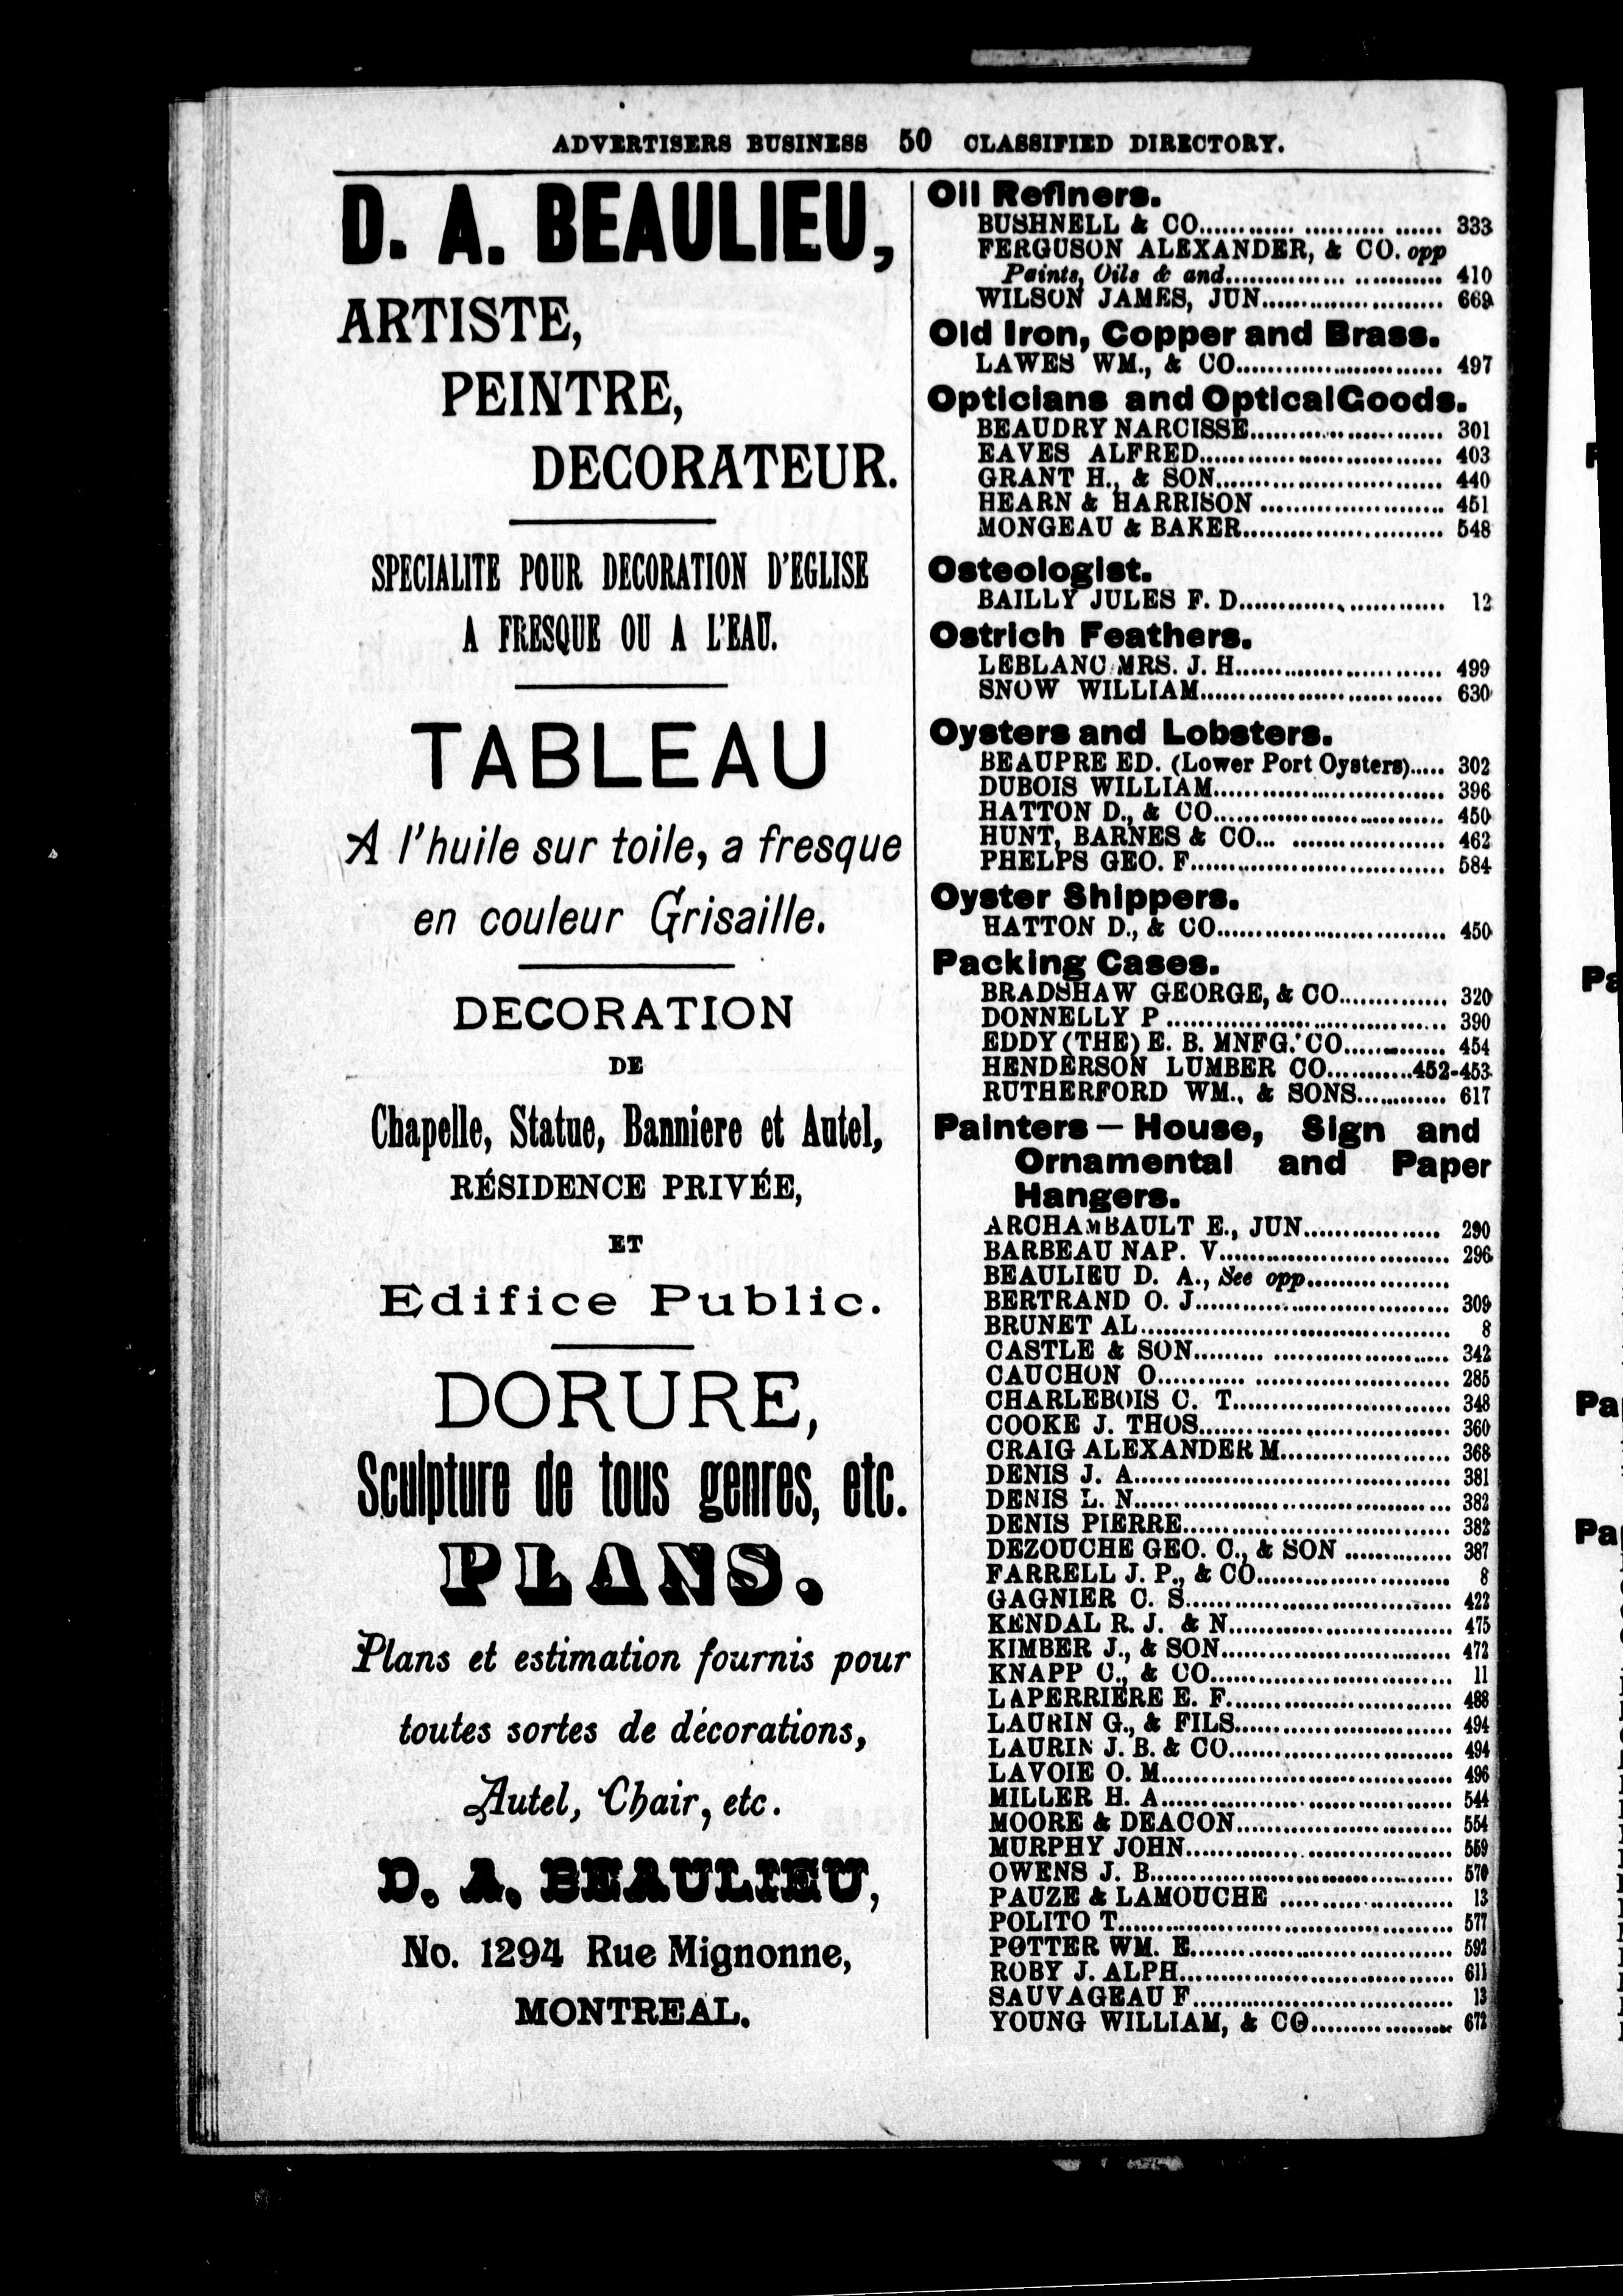 ADVERTISERS BUSINESS 50 CLASSIFIED DIRECTORY.
D. A. BEAULIEU,
ARTISTE,
PEINTRE,
DECORATEUR.
SPECIALITE POUR DECORATION D'EGLISE
A FRESQUE OU A L'EAU.
TABLEAU
A l'huile sur toile, a fresque
en couleur Grisaille.
DECORATION
DE
Chapelle, Statue, Banniere et Autel,
RÉSIDENCE PRIVÉE,
ET
Edifice Public.
DORURE,
Sculpture de tous genres, etc.
PLANS.
Plans et estimation fournis pour
toutes sortes de décorations,
Autel, Chair, etc.
D. A. BEAULIEU,
No. 1294 Rue Mignonne,
MONTREAL.
Oil Refiners.
BUSHNELL & CO.................................. 333
FERGUSON ALEXANDER, & CO. opp
Paints, Oils & and.......................... 410
WILSON JAMES, JUN....................... 669
Old Iron, Copper and Brass.
LAWES WM., & CO........................... 497
Opticians and Optical Goods.
BEAUDRY NARCISSE......................... 301
EAVES ALFRED................................ 403
GRANT H., & SON.............................. 440
HEARN & HARRISON ........................ 451
MONGEAU & BAKER.......................... 548
Osteologist.
BAILLY JULES F. D........................... 12
Ostrich Feathers.
LEBLANC MRS. J. H........................... 499
SNOW WILLIAM................................ 630
Oysters and Lobsters.
BEAUPRE ED. (Lower Port Oysters)..... 302
DUBOIS WILLIAM.............................. 396
HATTON D., & CO.............................. 450
HUNT, BARNES & CO... .................... 462
PHELPS GEO. F................................. 584
Oyster Shippers.
HATTON D., & CO.............................. 450
Packing Cases.
BRADSHAW GEORGE, & CO.............. 320
DONNELLY P .................................... 390
EDDY (THE) E. B. MNFG. CO............. 454
HENDERSON LUMBER CO...........452-453
RUTHERFORD WM., & SONS............ 617
Painters — House, Sign and
Ornamental and Paper
Hangers.
ARCHAMBAULT E., JUN................. 290
BARBEAU NAP. V.............................. 296
BEAULIEU D. A., See opp...................
BERTRAND O. J................................. 309
BRUNET AL........................................ 8
CASTLE & SON......... ....................... 342
CAUCHON O........... ......................... 285
CHARLEBOIS C. T............................. 348
COOKE J. THOS................................. 360
CRAIG ALEXANDER M...................... 368
DENIS J. A......................................... 381
DENIS L. N......................................... 382
DENIS PIERRE................................... 382
DEZOUCHE GEO. C., & SON ............... 387
FARRELL J. P., & CO......................... 8
GAGNIER C. S................................... 422
KENDAL R. J. & N............................. 475
KIMBER J., & SON.............................. 472
KNAPP C., & CO................................ 11
LAPERRIERE E. F.............................. 488
LAURIN G., & FILS............................. 494
LAURIN J. B. & CO............................. 494
LAVOIE O. M..................................... 496
MILLER H. A...................................... 544
MOORE & DEACON............................ 554
MURPHY JOHN................................... 559
OWENS J. B........................................ 570
PAUZE & LAMOUCHE ....................... 13
POLITO T............................................ 577
POTTER WM. E................................... 592
ROBY J. ALPH.................................... 611
SAUVAGEAU F................................... 13
YOUNG WILLIAM, & CO................... 672